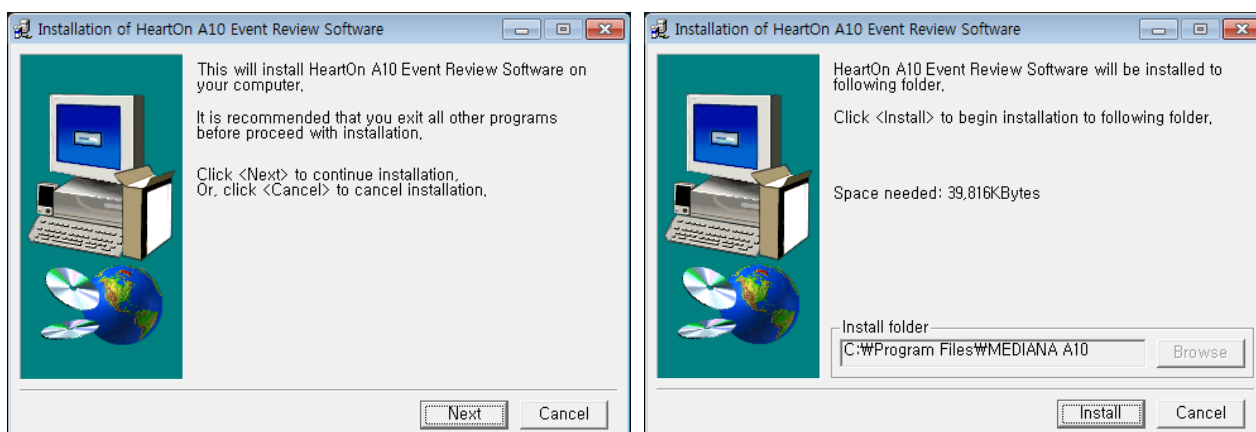 Installation of HeartOn A10 Event Review Software
This will install HeartOn A10 Event Review Software on
your computer.
It is recommended that you exit all other programs
before proceed with installation.
Click <Next> to continue installation.
Or, click <Cancel> to cancel installation.
Next
Cancel
Installation of HeartOn A10 Event Review Software
HeartOn A10 Event Review Software will be installed to
following folder.
Click <Install> to begin installation to following folder.
Space needed: 39,816KBytes
Install folder
C:₩Program Files₩MEDIANA A10
Browse
Install
Cancel